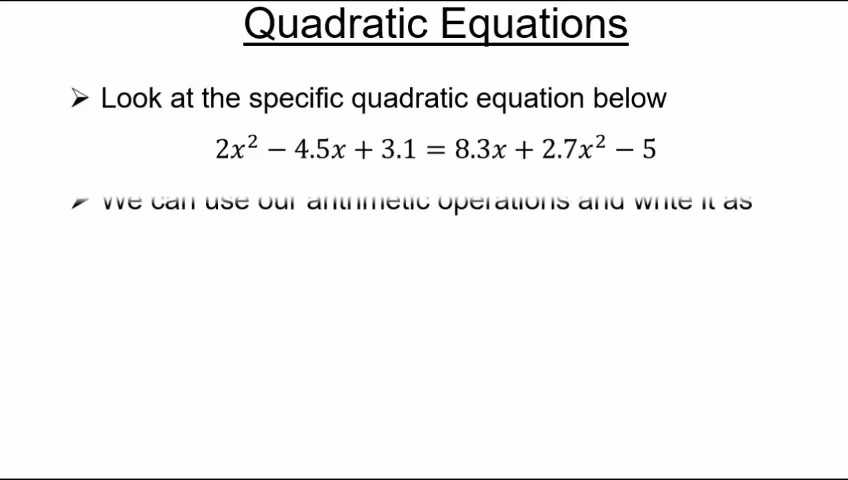 Quadratic Equations
➢ Look at the specific quadratic equation below
2x² − 4.5x + 3.1 = 8.3x + 2.7x² − 5
➢ We can use our arithmetic operations and write it as